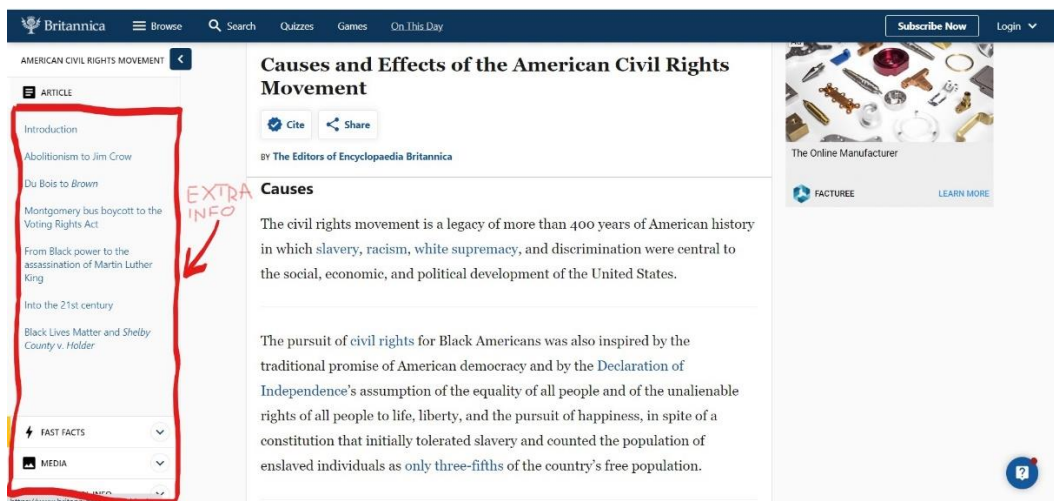 Britannica
Browse
Search
Quizzes
Games
On This Day
Subscribe Now
Login
AMERICAN CIVIL RIGHTS MOVEMENT
ARTICLE
Introduction
Abolitionism to Jim Crow
Du Bois to Brown
Montgomery bus boycott to the
Voting Rights Act
From Black power to the
assassination of Martin Luther
King
Into the 21st century
Black Lives Matter and Shelby
County v. Holder
FAST FACTS
MEDIA
EXTRA
INFO
Causes and Effects of the American Civil Rights
Movement
Cite
Share
BY The Editors of Encyclopaedia Britannica
Causes
The civil rights movement is a legacy of more than 400 years of American history
in which slavery, racism, white supremacy, and discrimination were central to
the social, economic, and political development of the United States.
The pursuit of civil rights for Black Americans was also inspired by the
traditional promise of American democracy and by the Declaration of
Independence's assumption of the equality of all people and of the unalienable
rights of all people to life, liberty, and the pursuit of happiness, in spite of a
constitution that initially tolerated slavery and counted the population of
enslaved individuals as only three-fifths of the country's free population.
Ad
The Online Manufacturer
FACTUREE
LEARN MORE